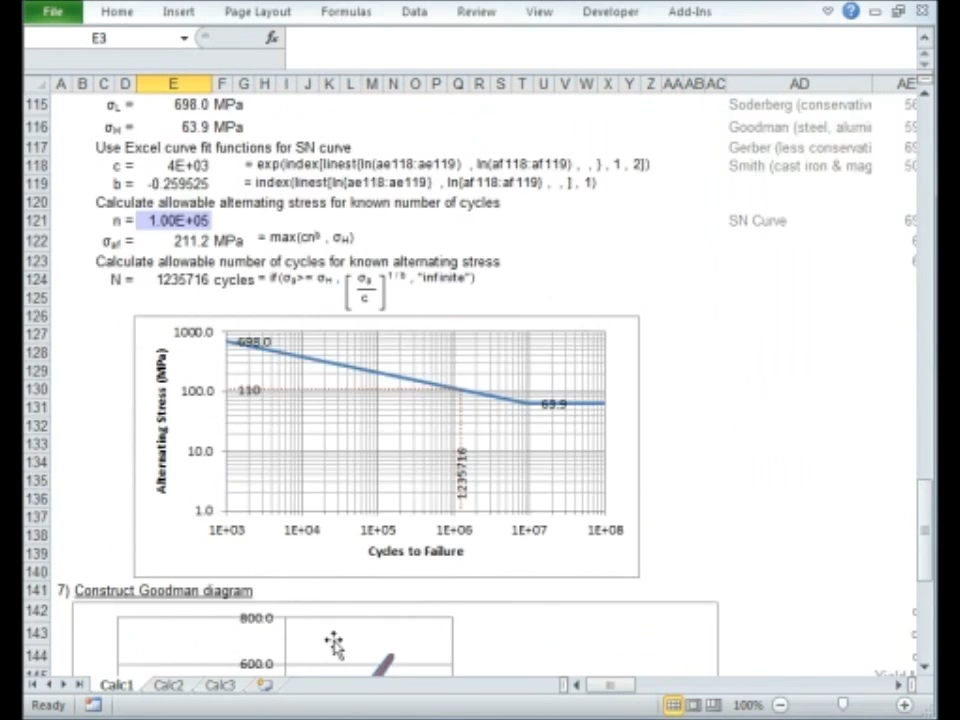 File Home Insert Page Layout Formulas Data Review View Developer Add-Ins
E3 fx
A B C D E F G H I J K L M N O P Q R S T U V W X Y Z AA AB AC AD AE
115 σL = 698.0 MPa Soderberg (conservative
116 σH = 63.9 MPa Goodman (steel, alumi
117 Use Excel curve fit functions for SN curve Gerber (less conservati
118 c = 4E+03 = exp(index[linest{ln(ae118:ae119) , ln(af118:af119) , , } , 1 , 2]) Smith (cast iron & mag
119 b = -0.259525 = index(linest[ln{ae118:ae119) , ln(af118:af119) , , ] , 1)
120 Calculate allowable alternating stress for known number of cycles
121 n = 1.00E+05 SN Curve
122 σaf = 211.2 MPa = max(cnᵇ , σH)
123 Calculate allowable number of cycles for known alternating stress
124 N = 1235716 cycles = if(σa>= σH , [σa/c]^1/b , "infinite")
125
126
127 1000.0 698.0
128
129
130 100.0 110
131 63.9
132
133 10.0
134
135 1235716
136
137 1.0
138 1E+03 1E+04 1E+05 1E+06 1E+07 1E+08
139 Cycles to Failure
Alternating Stress (MPa)
140
141 7) Construct Goodman diagram
142 800.0
143
144 600.0
Calc1 Calc2 Calc3
Ready 100%